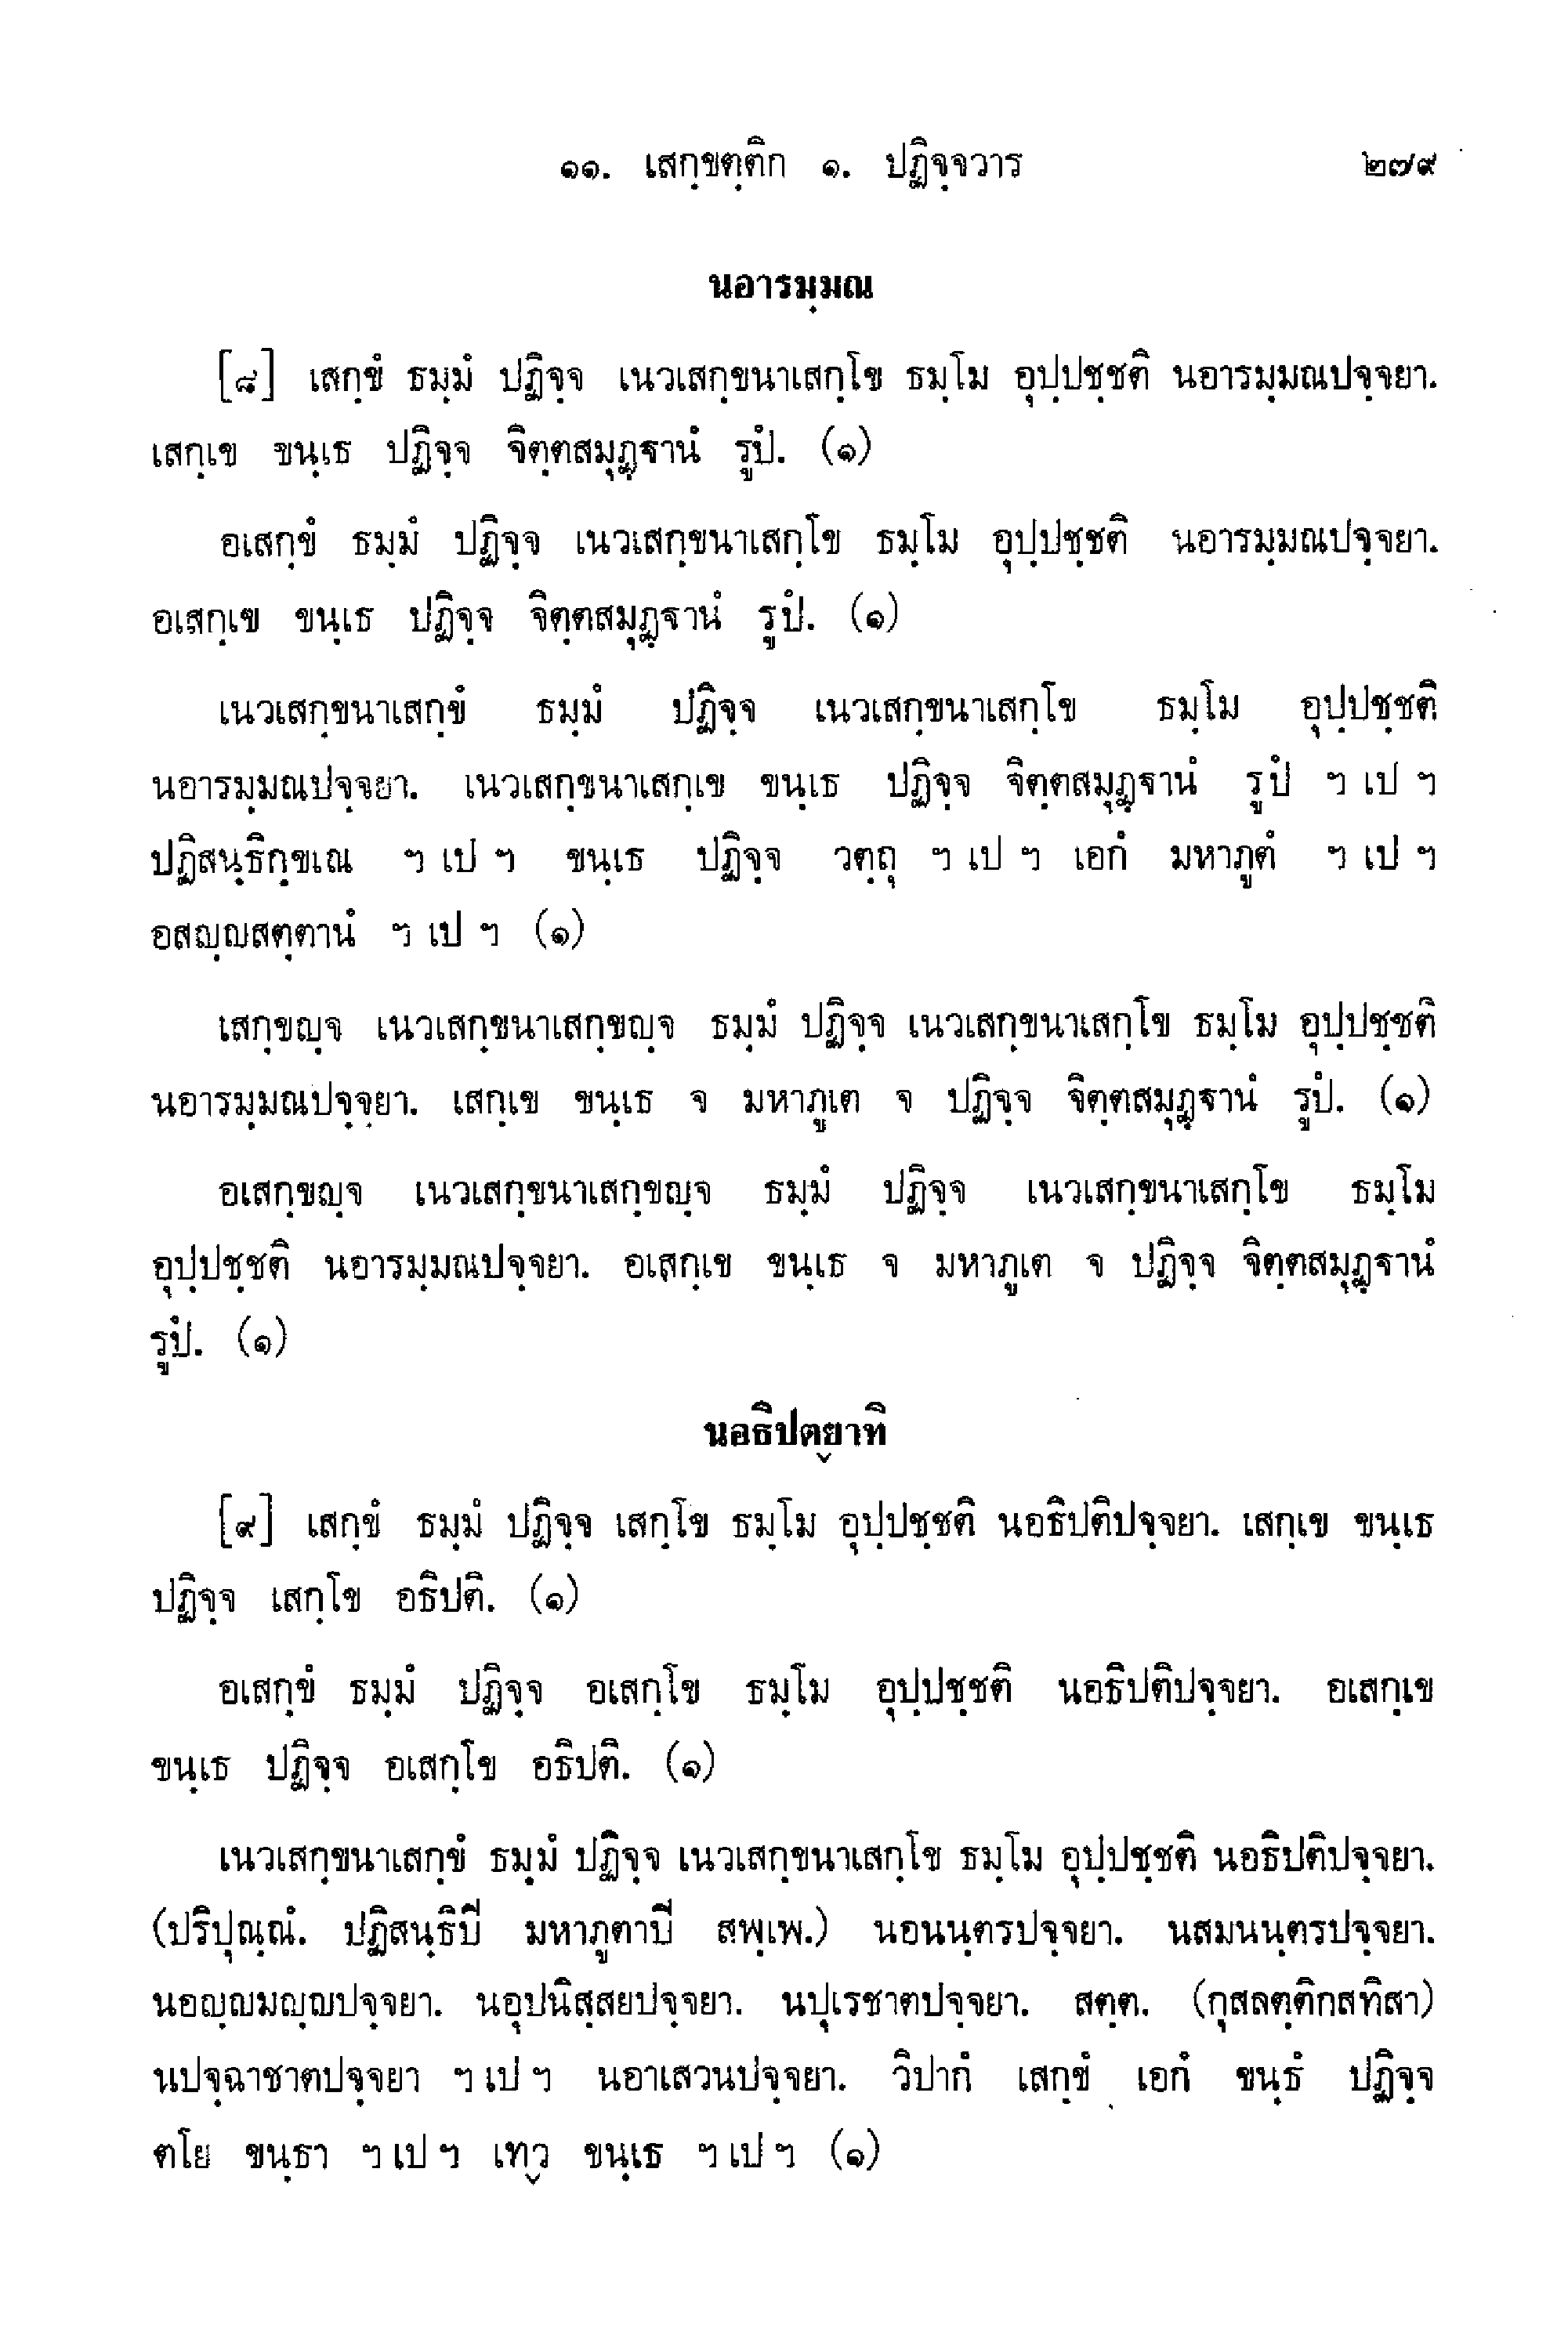 ๑๑. เสกฺขตฺติก ๑. ปฏิจฺจวาร ๒๗๙
นอารมฺมณ
[๘] เสกฺขํ ธมฺมํ ปฏิจฺจ เนวเสกฺขนาเสกฺโข ธมฺโม อุปฺปชฺชติ นอารมฺมณปจฺจยา.
เสกฺเข ขนฺเธ ปฏิจฺจ จิตฺตสมุฏฺฐานํ รูปํ. (๑)
อเสกฺขํ ธมฺมํ ปฏิจฺจ เนวเสกฺขนาเสกฺโข ธมฺโม อุปฺปชฺชติ นอารมฺมณปจฺจยา.
อเสกฺเข ขนฺเธ ปฏิจฺจ จิตฺตสมุฏฺฐานํ รูปํ. (๑)
เนวเสกฺขนาเสกฺขํ ธมฺมํ ปฏิจฺจ เนวเสกฺขนาเสกฺโข ธมฺโม อุปฺปชฺชติ
นอารมฺมณปจฺจยา. เนวเสกฺขนาเสกฺเข ขนฺเธ ปฏิจฺจ จิตฺตสมุฏฺฐานํ รูปํ ฯ เป ฯ
ปฏิสนฺธิกฺขเณ ฯ เป ฯ ขนฺเธ ปฏิจฺจ วตฺถุ ฯ เป ฯ เอกํ มหาภูตํ ฯ เป ฯ
อสญฺญสตฺตานํ ฯ เป ฯ (๑)
เสกฺขญฺจ เนวเสกฺขนาเสกฺขญฺจ ธมฺมํ ปฏิจฺจ เนวเสกฺขนาเสกฺโข ธมฺโม อุปฺปชฺชติ
นอารมฺมณปจฺจยา. เสกฺเข ขนฺเธ จ มหาภูเต จ ปฏิจฺจ จิตฺตสมุฏฺฐานํ รูปํ. (๑)
อเสกฺขญฺจ เนวเสกฺขนาเสกฺขญฺจ ธมฺมํ ปฏิจฺจ เนวเสกฺขนาเสกฺโข ธมฺโม
อุปฺปชฺชติ นอารมฺมณปจฺจยา. อเสกฺเข ขนฺเธ จ มหาภูเต จ ปฏิจฺจ จิตฺตสมุฏฺฐานํ
รูปํ. (๑)
นอธิปตฺยาทิ
[๙] เสกฺขํ ธมฺมํ ปฏิจฺจ เสกฺโข ธมฺโม อุปฺปชฺชติ นอธิปติปจฺจยา. เสกฺเข ขนฺเธ
ปฏิจฺจ เสกฺโข อธิปติ. (๑)
อเสกฺขํ ธมฺมํ ปฏิจฺจ อเสกฺโข ธมฺโม อุปฺปชฺชติ นอธิปติปจฺจยา. อเสกฺเข
ขนฺเธ ปฏิจฺจ อเสกฺโข อธิปติ. (๑)
เนวเสกฺขนาเสกฺขํ ธมฺมํ ปฏิจฺจ เนวเสกฺขนาเสกฺโข ธมฺโม อุปฺปชฺชติ นอธิปติปจฺจยา.
(ปริปุณฺณํ. ปฏิสนฺธิปี มหาภูตาปี สพฺเพ.) นอนนฺตรปจฺจยา. นสมนนฺตรปจฺจยา.
นอญฺญมญฺญปจฺจยา. นอุปนิสฺสยปจฺจยา. นปุเรชาตปจฺจยา. สตฺต. (กุสลตฺติกสทิสา)
นปจฺฉาชาตปจฺจยา ฯ เป ฯ นอาเสวนปจฺจยา. วิปากํ เสกฺขํ เอกํ ขนฺธํ ปฏิจฺจ
ตโย ขนฺธา ฯ เป ฯ เทฺว ขนฺเธ ฯ เป ฯ (๑)